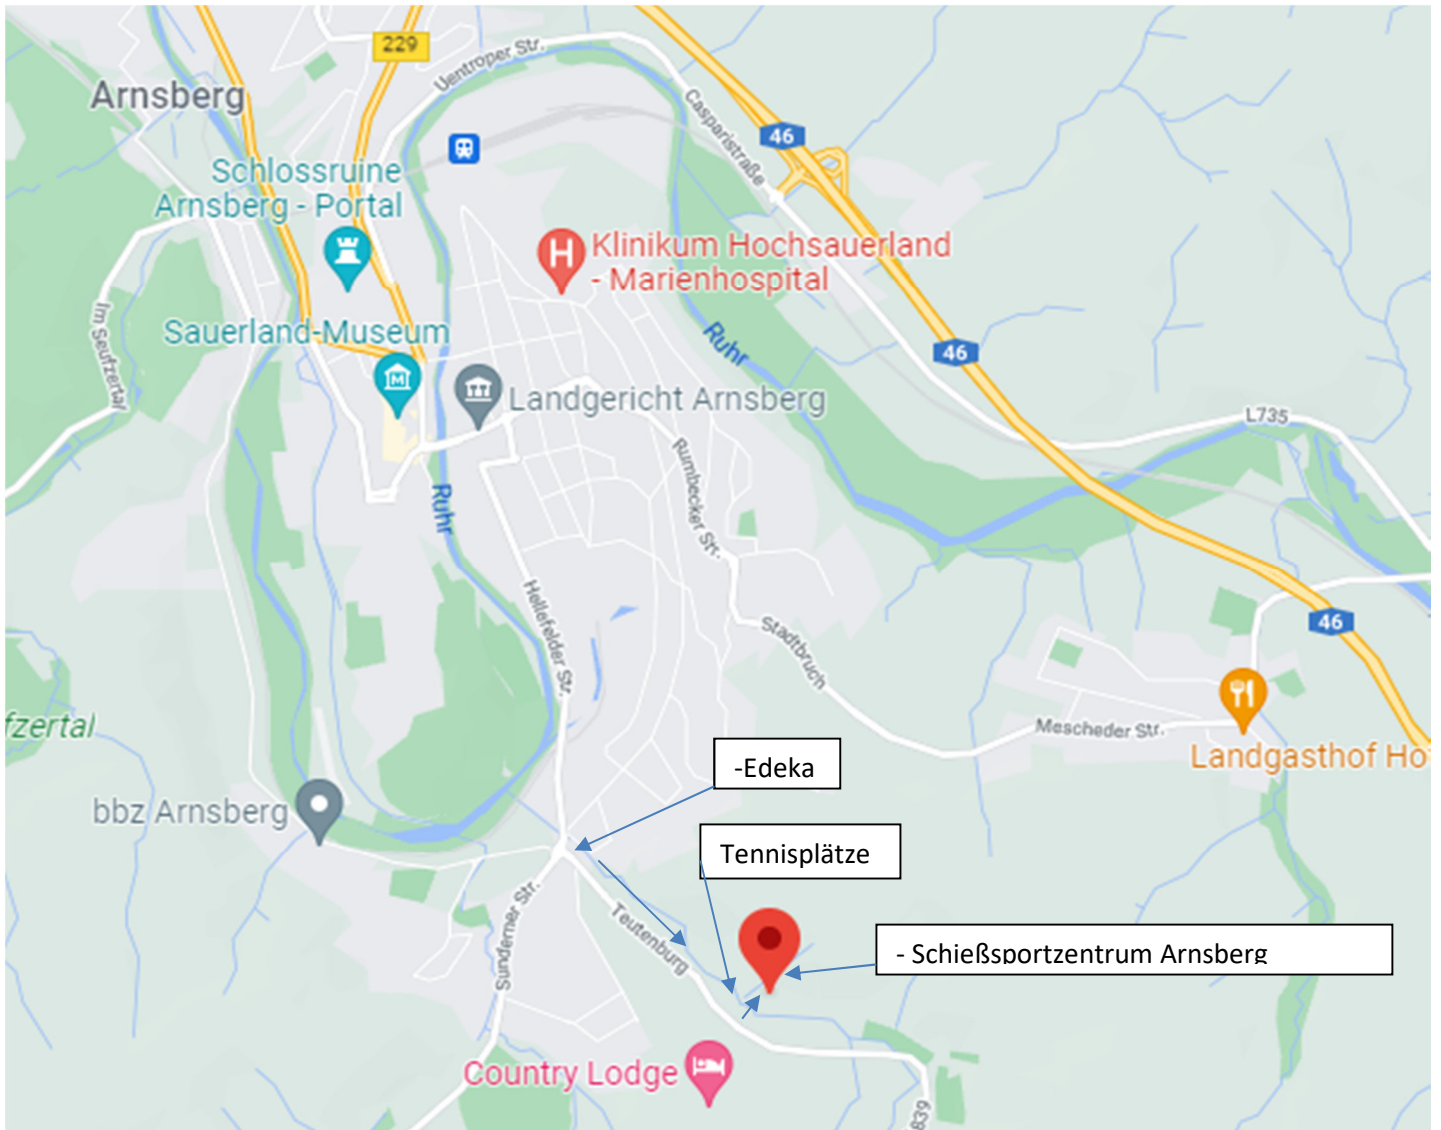 229
Uentroper Str.
Arnsberg
Casparistraße
46
Schlossruine
Arnsberg - Portal
Klinikum Hochsauerland
- Marienhospital
Im Seufzertal
Sauerland-Museum
Ruhr
46
Landgericht Arnsberg
L735
Rumbecker Str.
Ruhr
Hellefelder Str.
Stadtbruch
46
fzertal
Mescheder Str.
Landgasthof Ho
-Edeka
bbz Arnsberg
Tennisplätze
Sunderner Str.
Teutenburg
- Schießsportzentrum Arnsberg
Country Lodge
839